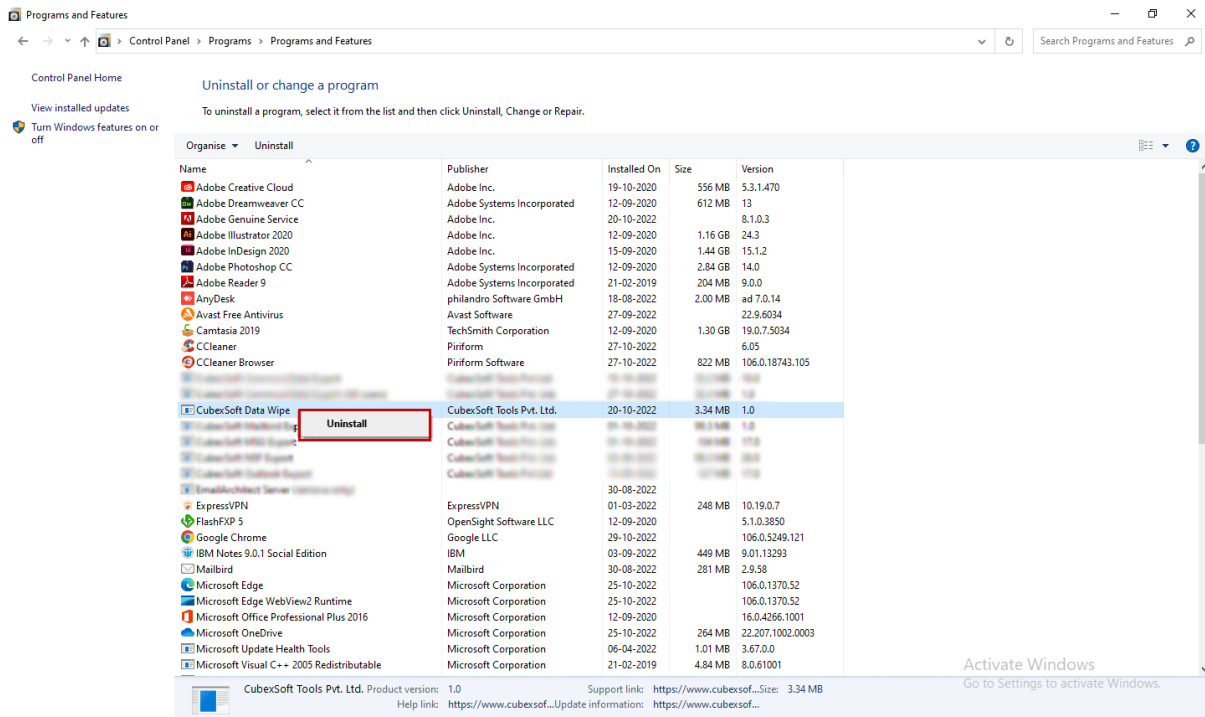 Programs and Features
Control Panel > Programs > Programs and Features
Search Programs and Features
Control Panel Home
View installed updates
Turn Windows features on or
off
Uninstall or change a program
To uninstall a program, select it from the list and then click Uninstall, Change or Repair.
Organise Uninstall
Name Publisher Installed On Size Version
Adobe Creative Cloud Adobe Inc. 19-10-2020 556 MB 5.3.1.470
Adobe Dreamweaver CC Adobe Systems Incorporated 12-09-2020 612 MB 13
Adobe Genuine Service Adobe Inc. 20-10-2022 8.1.0.3
Adobe Illustrator 2020 Adobe Inc. 12-09-2020 1.16 GB 24.3
Adobe InDesign 2020 Adobe Inc. 15-09-2020 1.44 GB 15.1.2
Adobe Photoshop CC Adobe Systems Incorporated 12-09-2020 2.84 GB 14.0
Adobe Reader 9 Adobe Systems Incorporated 21-02-2019 204 MB 9.0.0
AnyDesk philandro Software GmbH 18-08-2022 2.00 MB ad 7.0.14
Avast Free Antivirus Avast Software 27-09-2022 22.9.6034
Camtasia 2019 TechSmith Corporation 12-09-2020 1.30 GB 19.0.7.5034
CCleaner Piriform 27-10-2022 6.05
CCleaner Browser Piriform Software 27-10-2022 822 MB 106.0.18743.105
CubexSoft Data Wipe CubexSoft Tools Pvt. Ltd. 20-10-2022 3.34 MB 1.0
Uninstall
30-08-2022
ExpressVPN ExpressVPN 01-03-2022 248 MB 10.19.0.7
FlashFXP 5 OpenSight Software LLC 12-09-2020 5.1.0.3850
Google Chrome Google LLC 29-10-2022 106.0.5249.121
IBM Notes 9.0.1 Social Edition IBM 03-09-2022 449 MB 9.01.13293
Mailbird Mailbird 30-08-2022 281 MB 2.9.58
Microsoft Edge Microsoft Corporation 25-10-2022 106.0.1370.52
Microsoft Edge WebView2 Runtime Microsoft Corporation 25-10-2022 106.0.1370.52
Microsoft Office Professional Plus 2016 Microsoft Corporation 12-09-2020 16.0.4266.1001
Microsoft OneDrive Microsoft Corporation 25-10-2022 264 MB 22.207.1002.0003
Microsoft Update Health Tools Microsoft Corporation 06-04-2022 1.01 MB 3.67.0.0
Microsoft Visual C++ 2005 Redistributable Microsoft Corporation 21-02-2019 4.84 MB 8.0.61001
Activate Windows
Go to Settings to activate Windows.
CubexSoft Tools Pvt. Ltd. Product version: 1.0 Support link: https://www.cubexsof... Size: 3.34 MB
Help link: https://www.cubexsof... Update information: https://www.cubexsof...